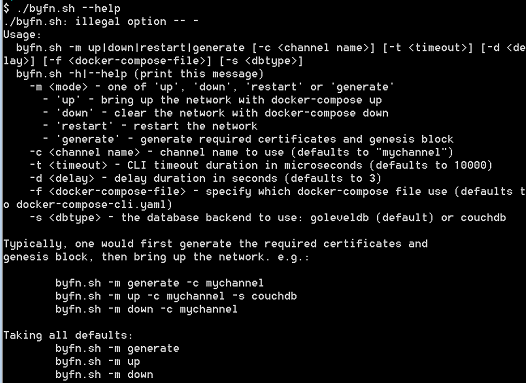 $ ./byfn.sh --help
./byfn.sh: illegal option -- -
Usage:
  byfn.sh -m up|down|restart|generate [-c <channel name>] [-t <timeout>] [-d <de
lay>] [-f <docker-compose-file>] [-s <dbtype>]
  byfn.sh -h|--help (print this message)
    -m <mode> - one of 'up', 'down', 'restart' or 'generate'
      - 'up' - bring up the network with docker-compose up
      - 'down' - clear the network with docker-compose down
      - 'restart' - restart the network
      - 'generate' - generate required certificates and genesis block
    -c <channel name> - channel name to use (defaults to "mychannel")
    -t <timeout> - CLI timeout duration in microseconds (defaults to 10000)
    -d <delay> - delay duration in seconds (defaults to 3)
    -f <docker-compose-file> - specify which docker-compose file use (defaults t
o docker-compose-cli.yaml)
    -s <dbtype> - the database backend to use: goleveldb (default) or couchdb

Typically, one would first generate the required certificates and
genesis block, then bring up the network. e.g.:

        byfn.sh -m generate -c mychannel
        byfn.sh -m up -c mychannel -s couchdb
        byfn.sh -m down -c mychannel

Taking all defaults:
        byfn.sh -m generate
        byfn.sh -m up
        byfn.sh -m down